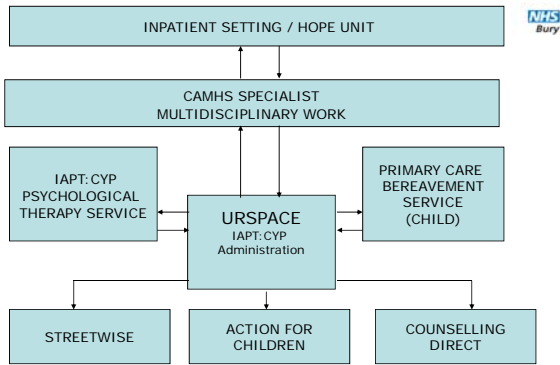 INPATIENT SETTING / HOPE UNIT
NHS
Bury
CAMHS SPECIALIST
MULTIDISCIPLINARY WORK
IAPT: CYP
PSYCHOLOGICAL
THERAPY SERVICE
URSPACE
IAPT: CYP
Administration
PRIMARY CARE
BEREAVEMENT
SERVICE
(CHILD)
STREETWISE
ACTION FOR
CHILDREN
COUNSELLING
DIRECT